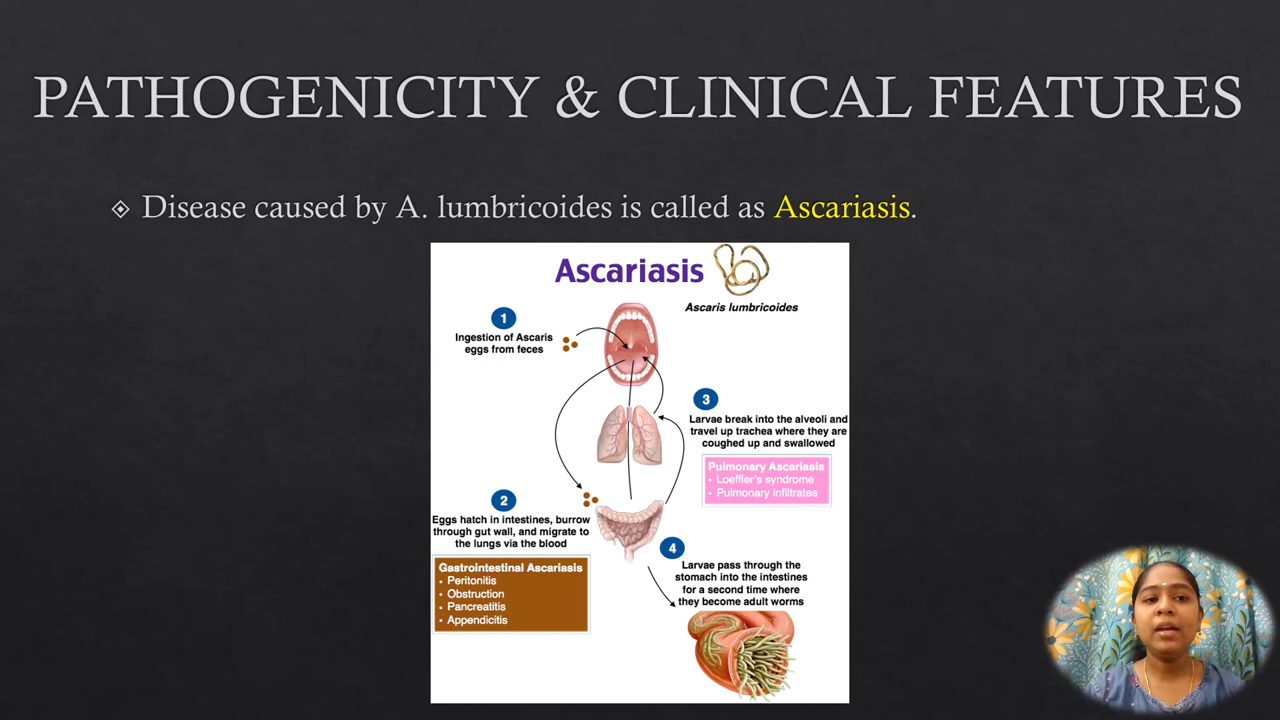 PATHOGENICITY & CLINICAL FEATURES
Disease caused by A. lumbricoides is called as Ascariasis.
Ascariasis
Ascaris lumbricoides
1
Ingestion of Ascaris
eggs from feces
3
Larvae break into the alveoli and
travel up trachea where they are
coughed up and swallowed
Pulmonary Ascariasis
• Loeffler's syndrome
• Pulmonary infiltrates
2
Eggs hatch in intestines, burrow
through gut wall, and migrate to
the lungs via the blood
Gastrointestinal Ascariasis
• Peritonitis
• Obstruction
• Pancreatitis
• Appendicitis
4
Larvae pass through the
stomach into the intestines
for a second time where
they become adult worms